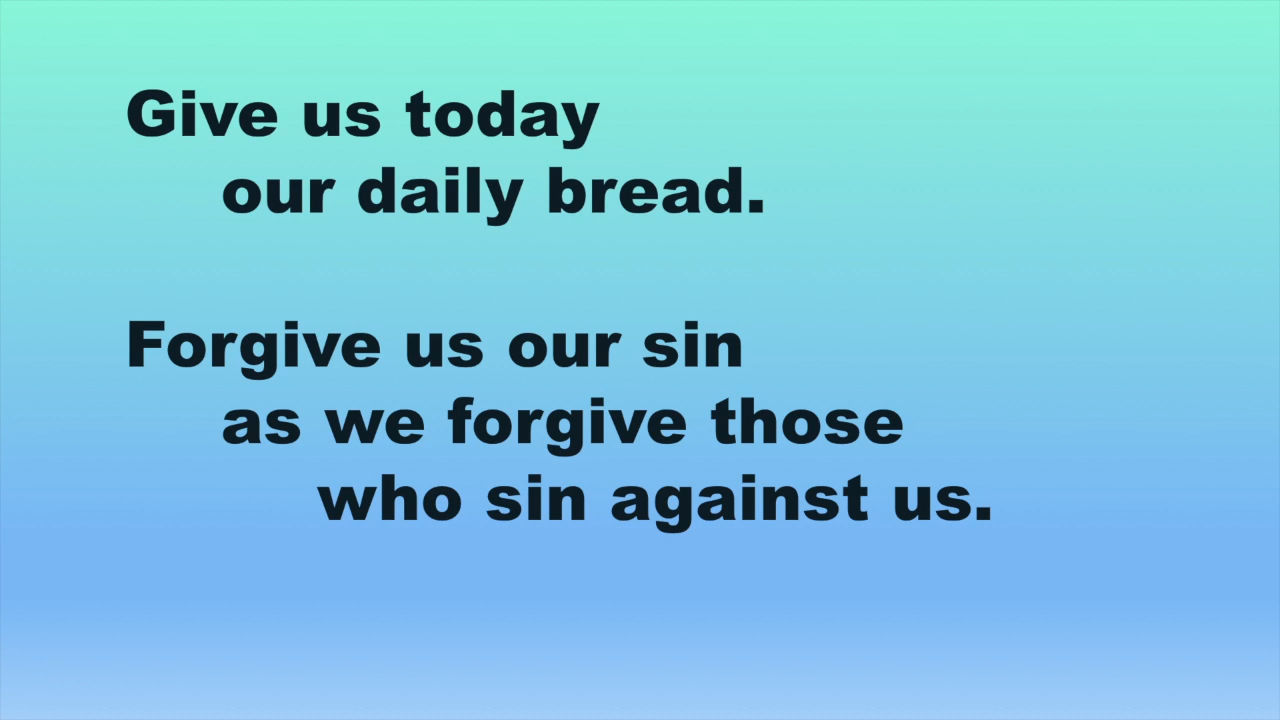 Give us today
our daily bread.
Forgive us our sin
as we forgive those
who sin against us.